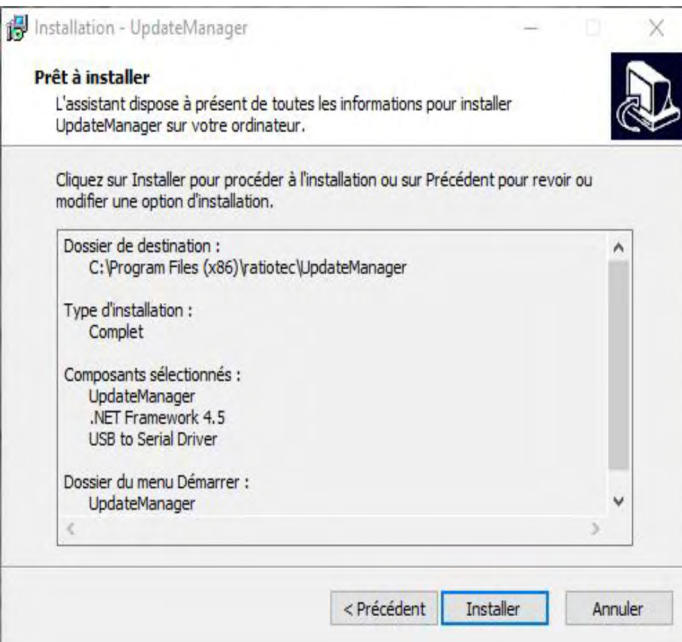 Installation - UpdateManager
Prêt à installer
L'assistant dispose à présent de toutes les informations pour installer
UpdateManager sur votre ordinateur.
Cliquez sur Installer pour procéder à l'installation ou sur Précédent pour revoir ou
modifier une option d'installation.
Dossier de destination :
C:\Program Files (x86)\ratiotec\UpdateManager
Type d'installation :
Complet
Composants sélectionnés :
UpdateManager
.NET Framework 4.5
USB to Serial Driver
Dossier du menu Démarrer :
UpdateManager
< Précédent
Installer
Annuler